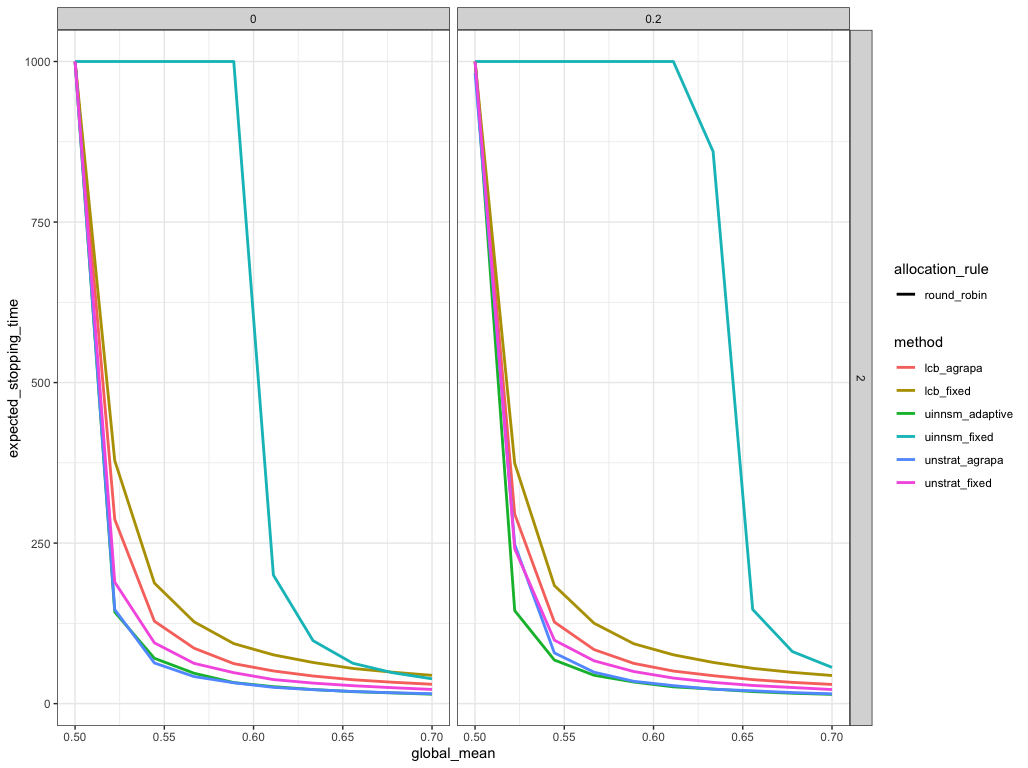 0
0.2
1000
750
500
250
0
expected_stopping_time
2
0.50
0.55
0.60
0.65
0.70
0.50
0.55
0.60
0.65
0.70
global_mean
allocation_rule
round_robin
method
lcb_agrapa
lcb_fixed
uinnsm_adaptive
uinnsm_fixed
unstrat_agrapa
unstrat_fixed